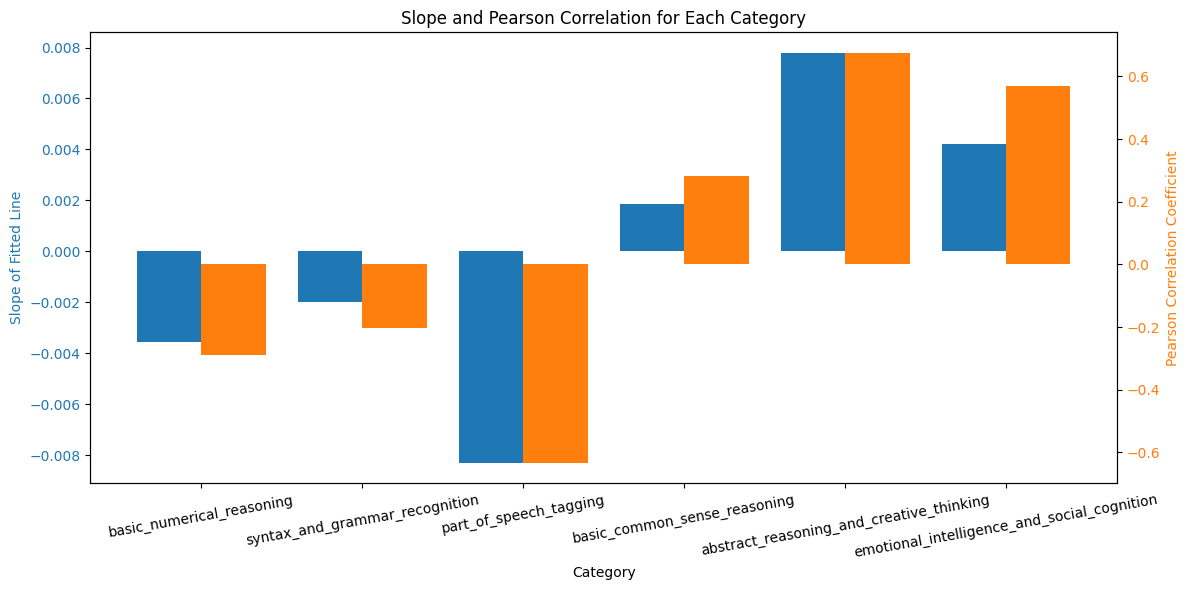 Slope and Pearson Correlation for Each Category
Slope of Fitted Line
0.008
0.006
0.004
0.002
0.000
−0.002
−0.004
−0.006
−0.008
0.6
0.4
0.2
0.0
−0.2
−0.4
−0.6
Pearson Correlation Coefficient
basic_numerical_reasoning
syntax_and_grammar_recognition
part_of_speech_tagging
basic_common_sense_reasoning
abstract_reasoning_and_creative_thinking
emotional_intelligence_and_social_cognition
Category